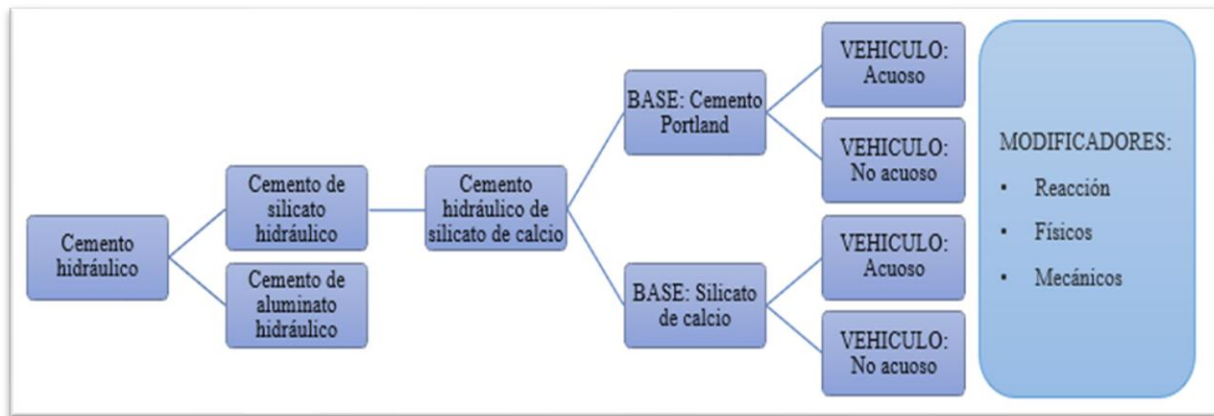 Cemento
hidráulico
Cemento de
silicato
hidráulico
Cemento de
aluminato
hidráulico
Cemento
hidráulico de
silicato de calcio
BASE: Cemento
Portland
BASE: Silicato
de calcio
VEHICULO:
Acuoso
VEHICULO:
No acuoso
VEHICULO:
Acuoso
VEHICULO:
No acuoso
MODIFICADORES:
• Reacción
• Físicos
• Mecánicos